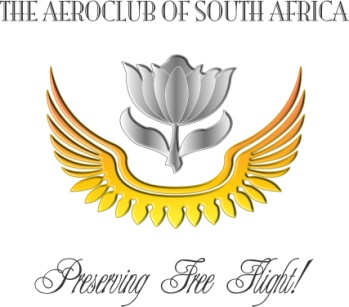 THE AEROCLUB OF SOUTH AFRICA
Preserving Free Flight!